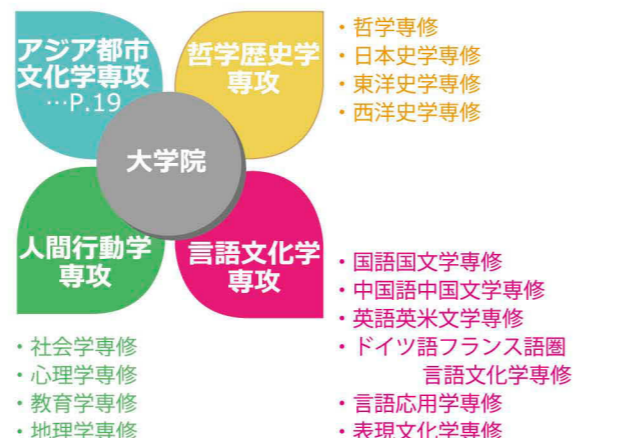 アジア都市
文化学専攻
…P.19
哲学歴史学
専攻
・哲学専修
・日本史学専修
・東洋史学専修
・西洋史学専修
大学院
人間行動学
専攻
・社会学専修
・心理学専修
・教育学専修
・地理学専修
言語文化学
専攻
・国語国文学専修
・中国語中国文学専修
・英語英米文学専修
・ドイツ語フランス語圏
言語文化学専修
・言語応用学専修
・表現文化学専修